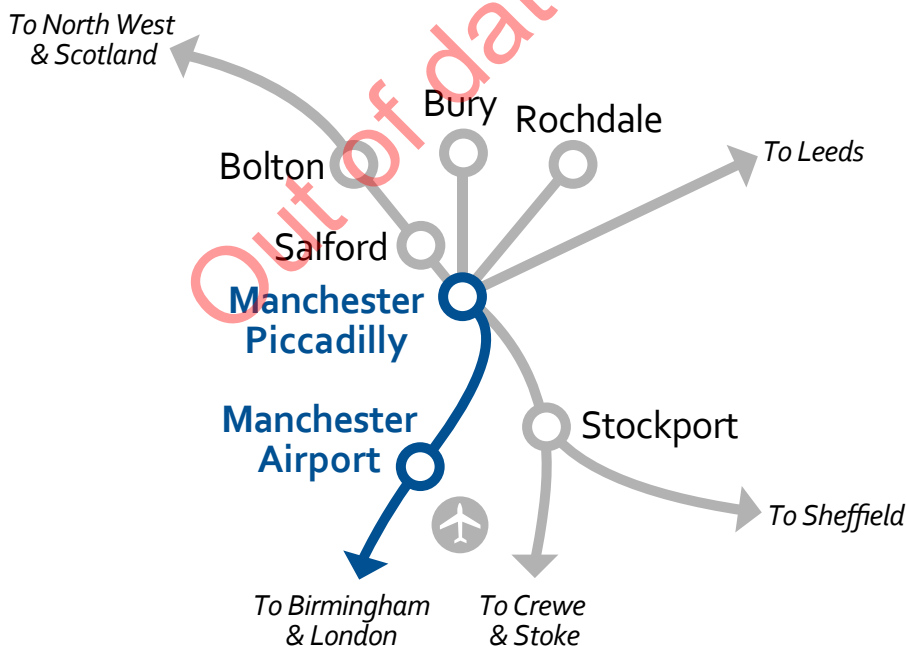 To North West
& Scotland
Out of dat
Bury
Rochdale
To Leeds
Bolton
Salford
Manchester
Piccadilly
Manchester
Airport
Stockport
To Sheffield
To Birmingham
& London
To Crewe
& Stoke